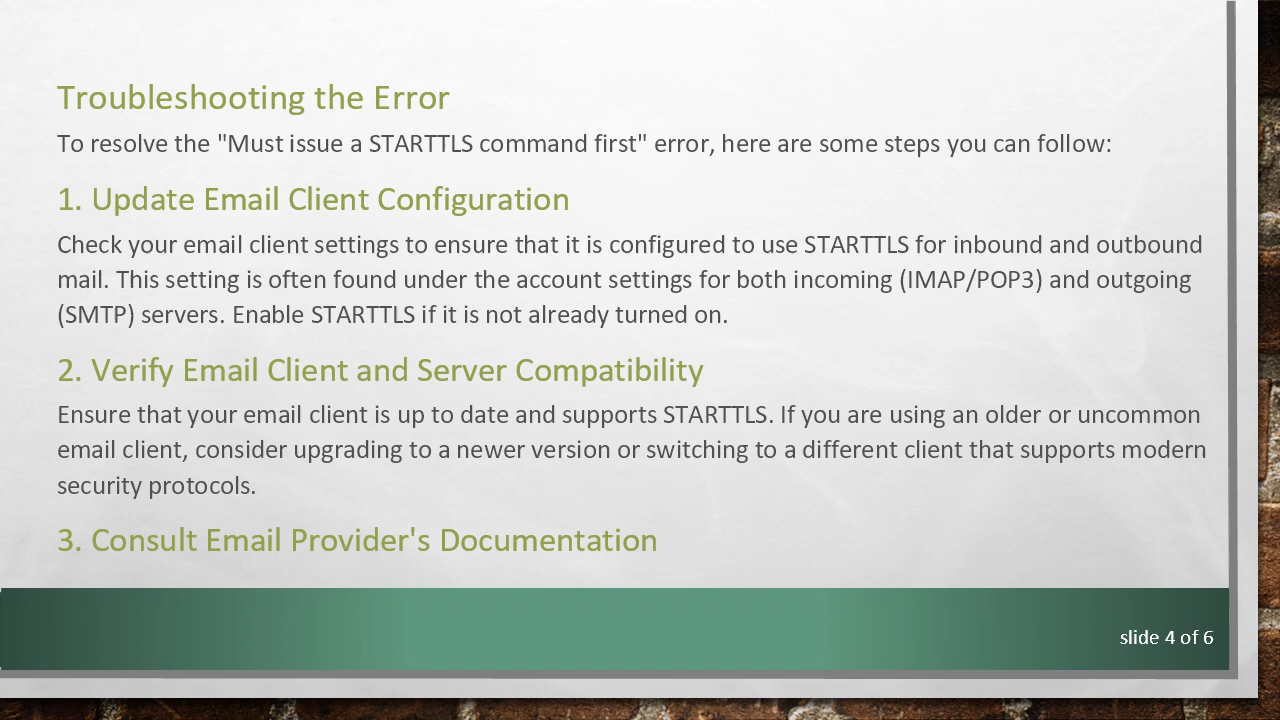 Troubleshooting the Error
To resolve the "Must issue a STARTTLS command first" error, here are some steps you can follow:
1. Update Email Client Configuration
Check your email client settings to ensure that it is configured to use STARTTLS for inbound and outbound
mail. This setting is often found under the account settings for both incoming (IMAP/POP3) and outgoing
(SMTP) servers. Enable STARTTLS if it is not already turned on.
2. Verify Email Client and Server Compatibility
Ensure that your email client is up to date and supports STARTTLS. If you are using an older or uncommon
email client, consider upgrading to a newer version or switching to a different client that supports modern
security protocols.
3. Consult Email Provider's Documentation
slide 4 of 6